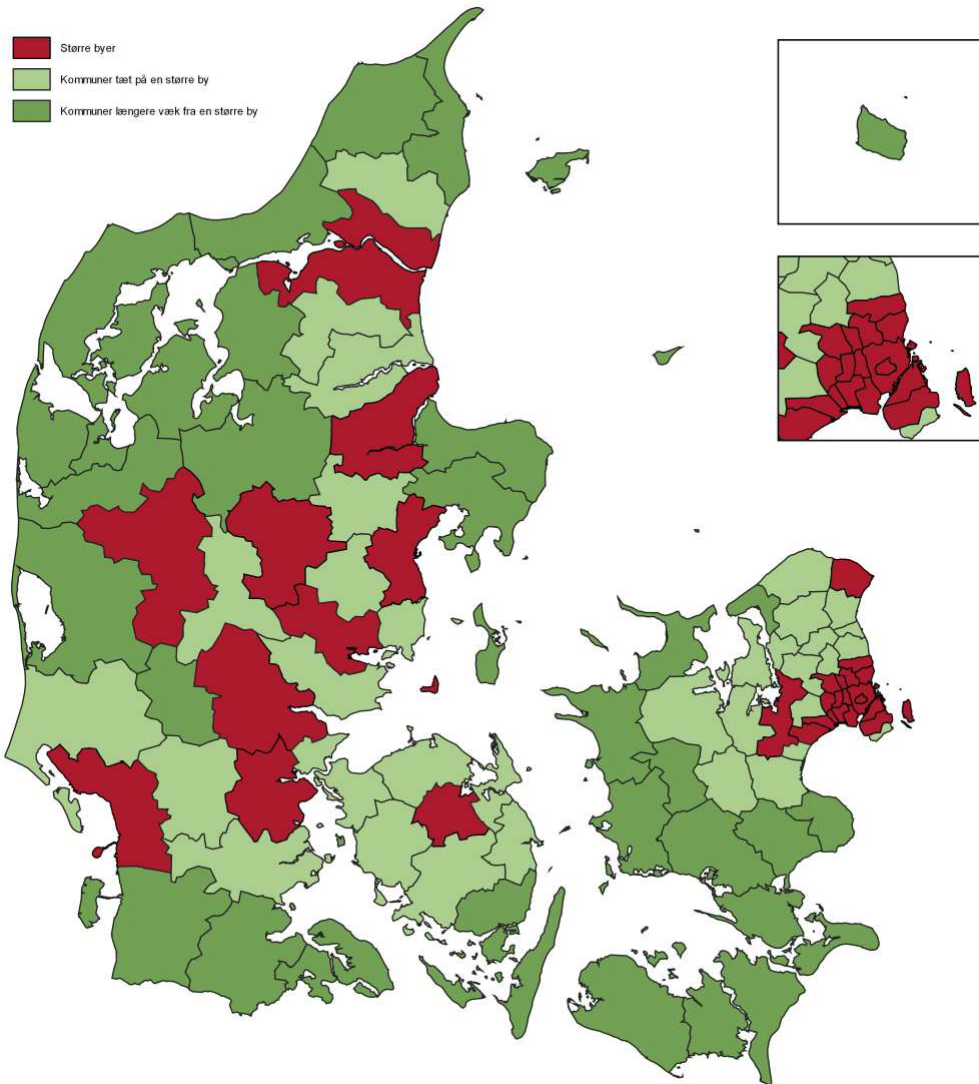 Større byer
Kommuner tæt på en større by
Kommuner længere væk fra en større by